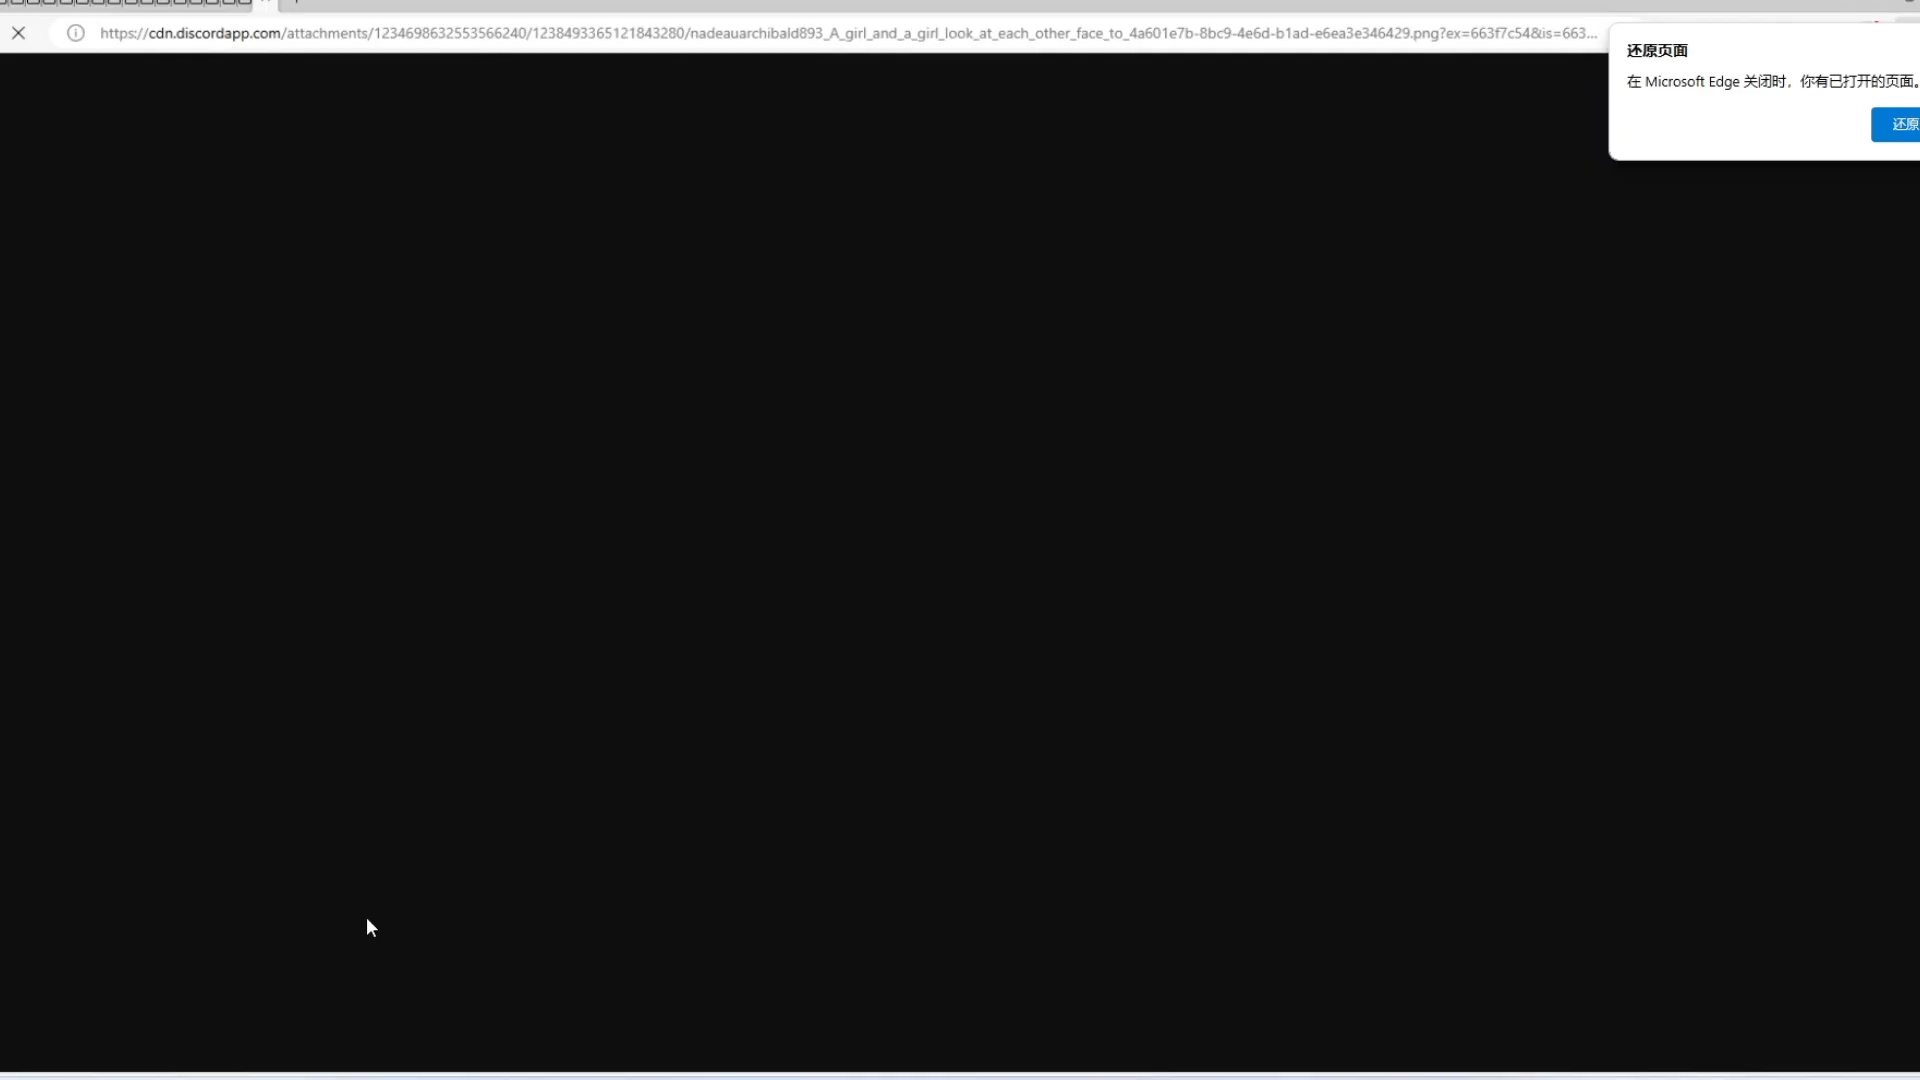 https://cdn.discordapp.com/attachments/1234698632553566240/1238493365121843280/nadeauarchibald893_A_girl_and_a_girl_look_at_each_other_face_to_4a601e7b-8bc9-4e6d-b1ad-e6ea3e346429.png?ex=663f7c54&is=663...
还原页面
在 Microsoft Edge 关闭时，你有已打开的页面。
还原